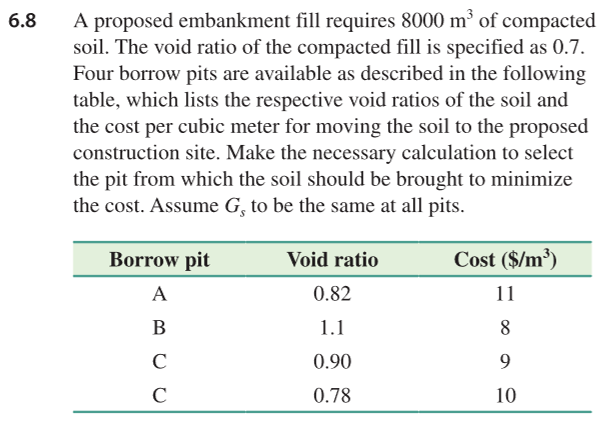 6.8 A proposed embankment fill requires 8000 m³ of compacted
soil. The void ratio of the compacted fill is specified as 0.7.
Four borrow pits are available as described in the following
table, which lists the respective void ratios of the soil and
the cost per cubic meter for moving the soil to the proposed
construction site. Make the necessary calculation to select
the pit from which the soil should be brought to minimize
the cost. Assume Gₛ to be the same at all pits.
Borrow pit Void ratio Cost ($/m³)
A 0.82 11
B 1.1 8
C 0.90 9
C 0.78 10